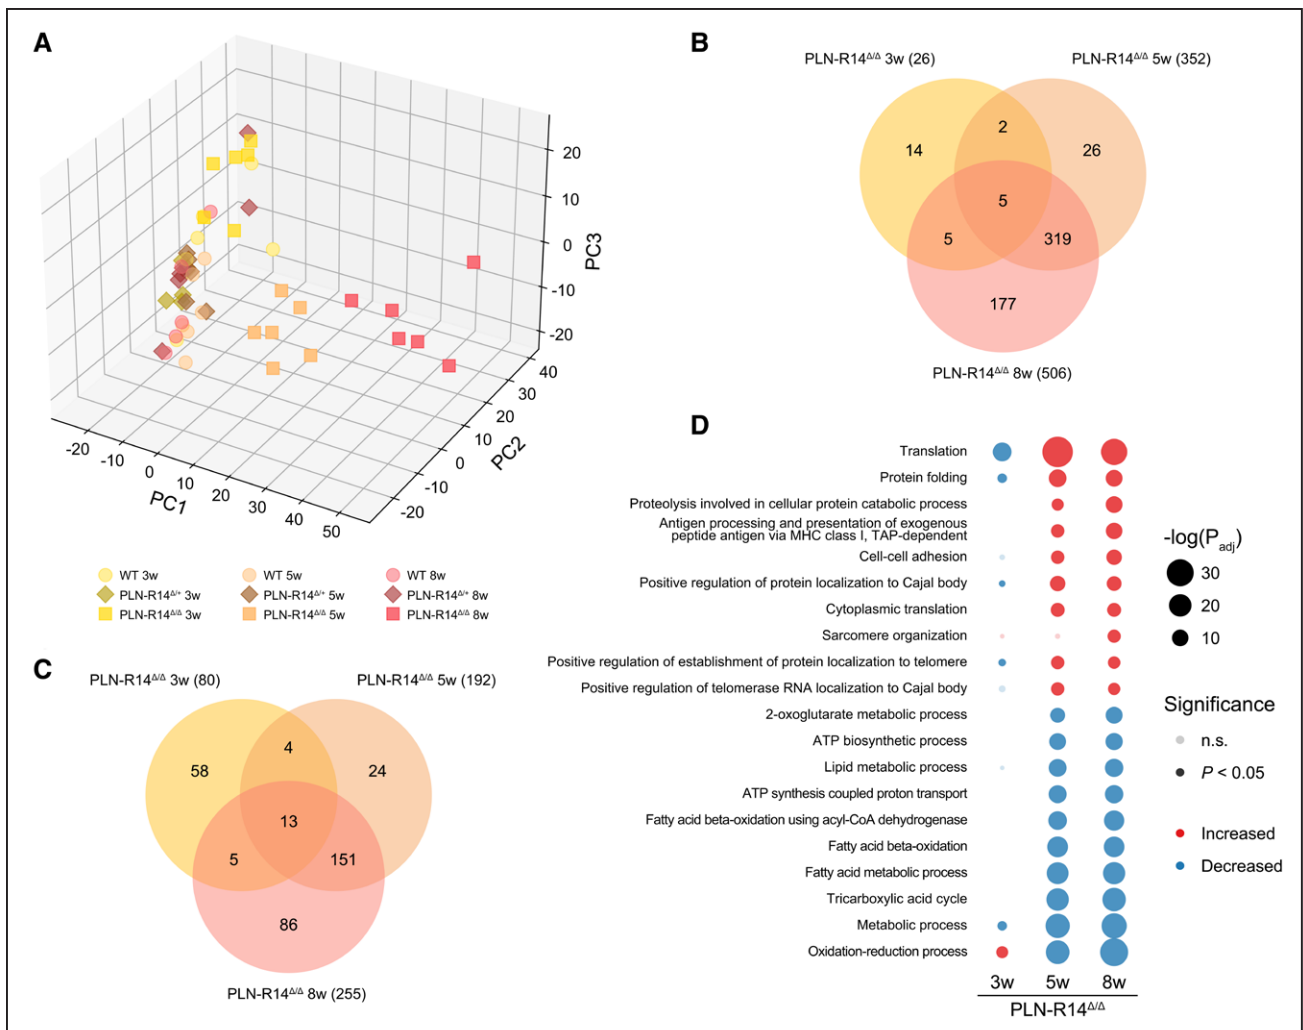 A
20
10
0
-10
-20
PC3
40
30
20
10
0
-10
-20
PC2
-20
-10
0
10
20
30
40
50
PC1
WT 3w
WT 5w
WT 8w
PLN-R14Δ/+ 3w
PLN-R14Δ/+ 5w
PLN-R14Δ/+ 8w
PLN-R14Δ/Δ 3w
PLN-R14Δ/Δ 5w
PLN-R14Δ/Δ 8w
B
PLN-R14Δ/Δ 3w (26)
PLN-R14Δ/Δ 5w (352)
2
14
26
5
5
319
177
PLN-R14Δ/Δ 8w (506)
C
PLN-R14Δ/Δ 3w (80)
PLN-R14Δ/Δ 5w (192)
4
58
24
13
5
151
86
PLN-R14Δ/Δ 8w (255)
D
Translation
Protein folding
Proteolysis involved in cellular protein catabolic process
Antigen processing and presentation of exogenous
peptide antigen via MHC class I, TAP-dependent
Cell-cell adhesion
Positive regulation of protein localization to Cajal body
Cytoplasmic translation
Sarcomere organization
Positive regulation of establishment of protein localization to telomere
Positive regulation of telomerase RNA localization to Cajal body
2-oxoglutarate metabolic process
ATP biosynthetic process
Lipid metabolic process
ATP synthesis coupled proton transport
Fatty acid beta-oxidation using acyl-CoA dehydrogenase
Fatty acid beta-oxidation
Fatty acid metabolic process
Tricarboxylic acid cycle
Metabolic process
Oxidation-reduction process
3w
5w
8w
PLN-R14Δ/Δ
-log(Padj)
30
20
10
Significance
n.s.
P < 0.05
Increased
Decreased